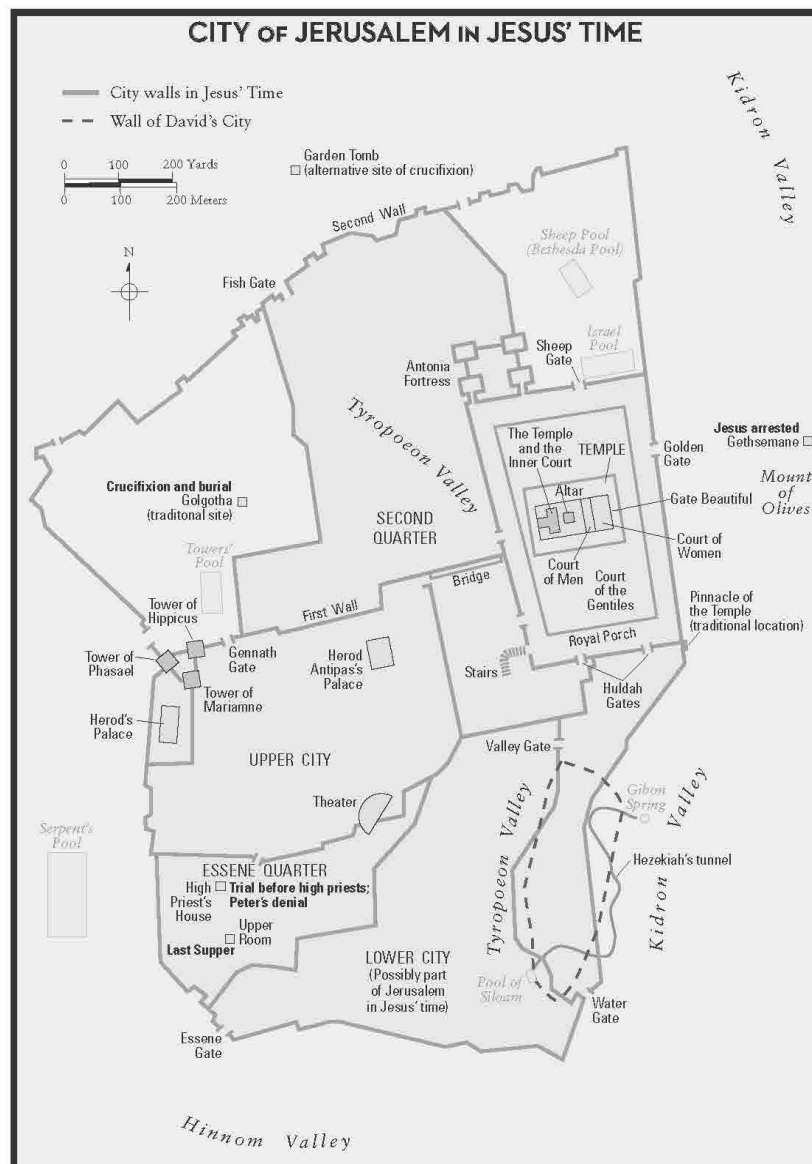 CITY OF JERUSALEM IN JESUS' TIME
City walls in Jesus' Time
Wall of David's City
0 100 200 Yards
0 100 200 Meters
N
Kidron Valley
Garden Tomb
(alternative site of crucifixion)
Second Wall
Sheep Pool
(Bethesda Pool)
Fish Gate
Israel
Pool
Sheep
Gate
Antonia
Fortress
Tyropoeon Valley
The Temple
and the
Inner Court
TEMPLE
Altar
Golden
Gate
Jesus arrested
Gethsemane
Mount
of
Olives
Gate Beautiful
Court of
Women
Court
of Men
Court
of the
Gentiles
Crucifixion and burial
Golgotha
(traditonal site)
SECOND
QUARTER
Towers'
Pool
Bridge
First Wall
Tower of
Hippicus
Gennath
Gate
Tower of
Phasael
Tower of
Mariamne
Herod
Antipas's
Palace
Royal Porch
Pinnacle of
the Temple
(traditional location)
Stairs
Huldah
Gates
Herod's
Palace
Valley Gate
UPPER CITY
Theater
Gihon
Spring
Tyropoeon Valley
Kidron Valley
Hezekiah's tunnel
Serpent's
Pool
ESSENE QUARTER
High
Priest's
House
Trial before high priests;
Peter's denial
Upper
Room
Last Supper
LOWER CITY
(Possibly part
of Jerusalem
in Jesus' time)
Pool of
Siloam
Water
Gate
Essene
Gate
Hinnom Valley